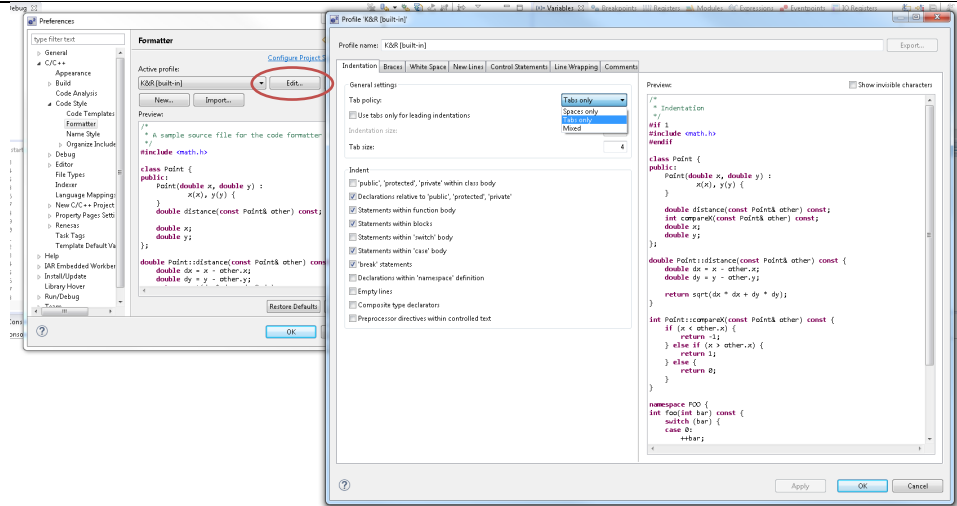 Debug
(x)= Variables
Breakpoints
Registers
Modules
Expressions
Eventpoints
IO Registers
Preferences
type filter text
General
C/C++
Appearance
Build
Code Analysis
Code Style
Code Templates
Formatter
Name Style
Organize Include
Debug
Editor
File Types
Indexer
Language Mappings
New C/C++ Project
Property Pages Setti
Renesas
Task Tags
Template Default Va
Help
IAR Embedded Workben
Install/Update
Library Hover
Run/Debug
Team
Formatter
Configure Project S
Active profile:
K&R [built-in]
Edit...
New...
Import...
Preview:
/*
 * A sample source file for the code formatter
 */
#include <math.h>
class Point {
public:
Point(double x, double y) :
x(x), y(y) {
}
double distance(const Point& other) const;
double x;
double y;
};
double Point::distance(const Point& other) cons
double dx = x - other.x;
double dy = y - other.y;
Restore Defaults
OK
Profile 'K&R [built-in]'
Profile name:
K&R [built-in]
Export...
Indentation
Braces
White Space
New Lines
Control Statements
Line Wrapping
Comments
General settings
Tab policy:
Tabs only
Spaces only
Tabs only
Mixed
Use tabs only for leading indentations
Indentation size:
Tab size:
4
Indent
'public', 'protected', 'private' within class body
Declarations relative to 'public', 'protected', 'private'
Statements within function body
Statements within blocks
Statements within 'switch' body
Statements within 'case' body
'break' statements
Declarations within 'namespace' definition
Empty lines
Composite type declarators
Preprocessor directives within controlled text
Preview:
Show invisible characters
/*
 * Indentation
 */
#if 1
#include <math.h>
#endif
class Point {
public:
Point(double x, double y) :
x(x), y(y) {
}
double distance(const Point& other) const;
int compareX(const Point& other) const;
double x;
double y;
};
double Point::distance(const Point& other) const {
double dx = x - other.x;
double dy = y - other.y;
return sqrt(dx * dx + dy * dy);
}
int Point::compareX(const Point& other) const {
if (x < other.x) {
return -1;
} else if (x > other.x) {
return 1;
} else {
return 0;
}
}
namespace FOO {
int foo(int bar) const {
switch (bar) {
case 0:
++bar;
Apply
OK
Cancel